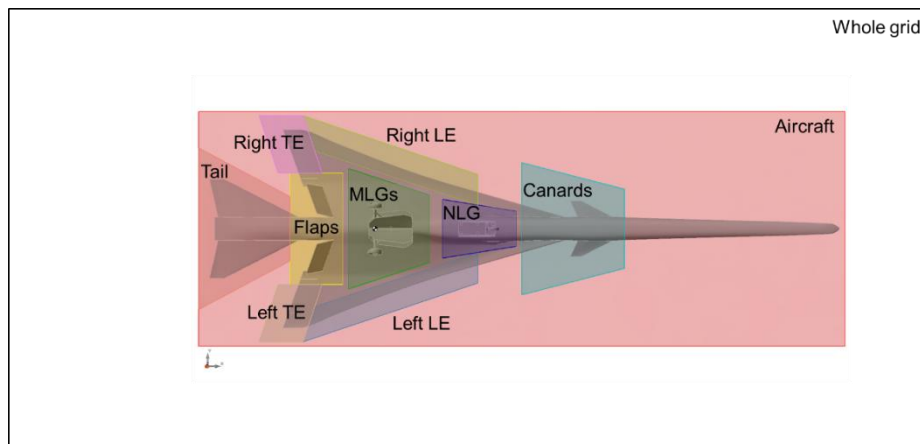 Whole grid
Aircraft
Right TE
Right LE
Tail
MLGs
Canards
NLG
Flaps
Left TE
Left LE